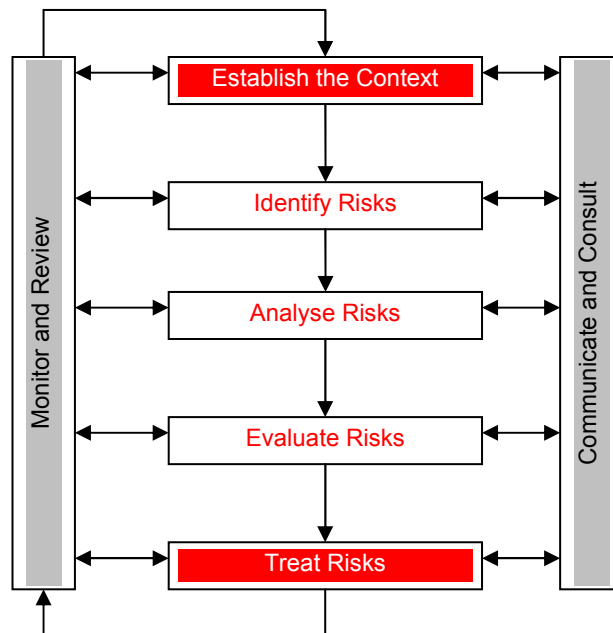 Establish the Context
Identify Risks
Analyse Risks
Evaluate Risks
Treat Risks
Monitor and Review
Communicate and Consult